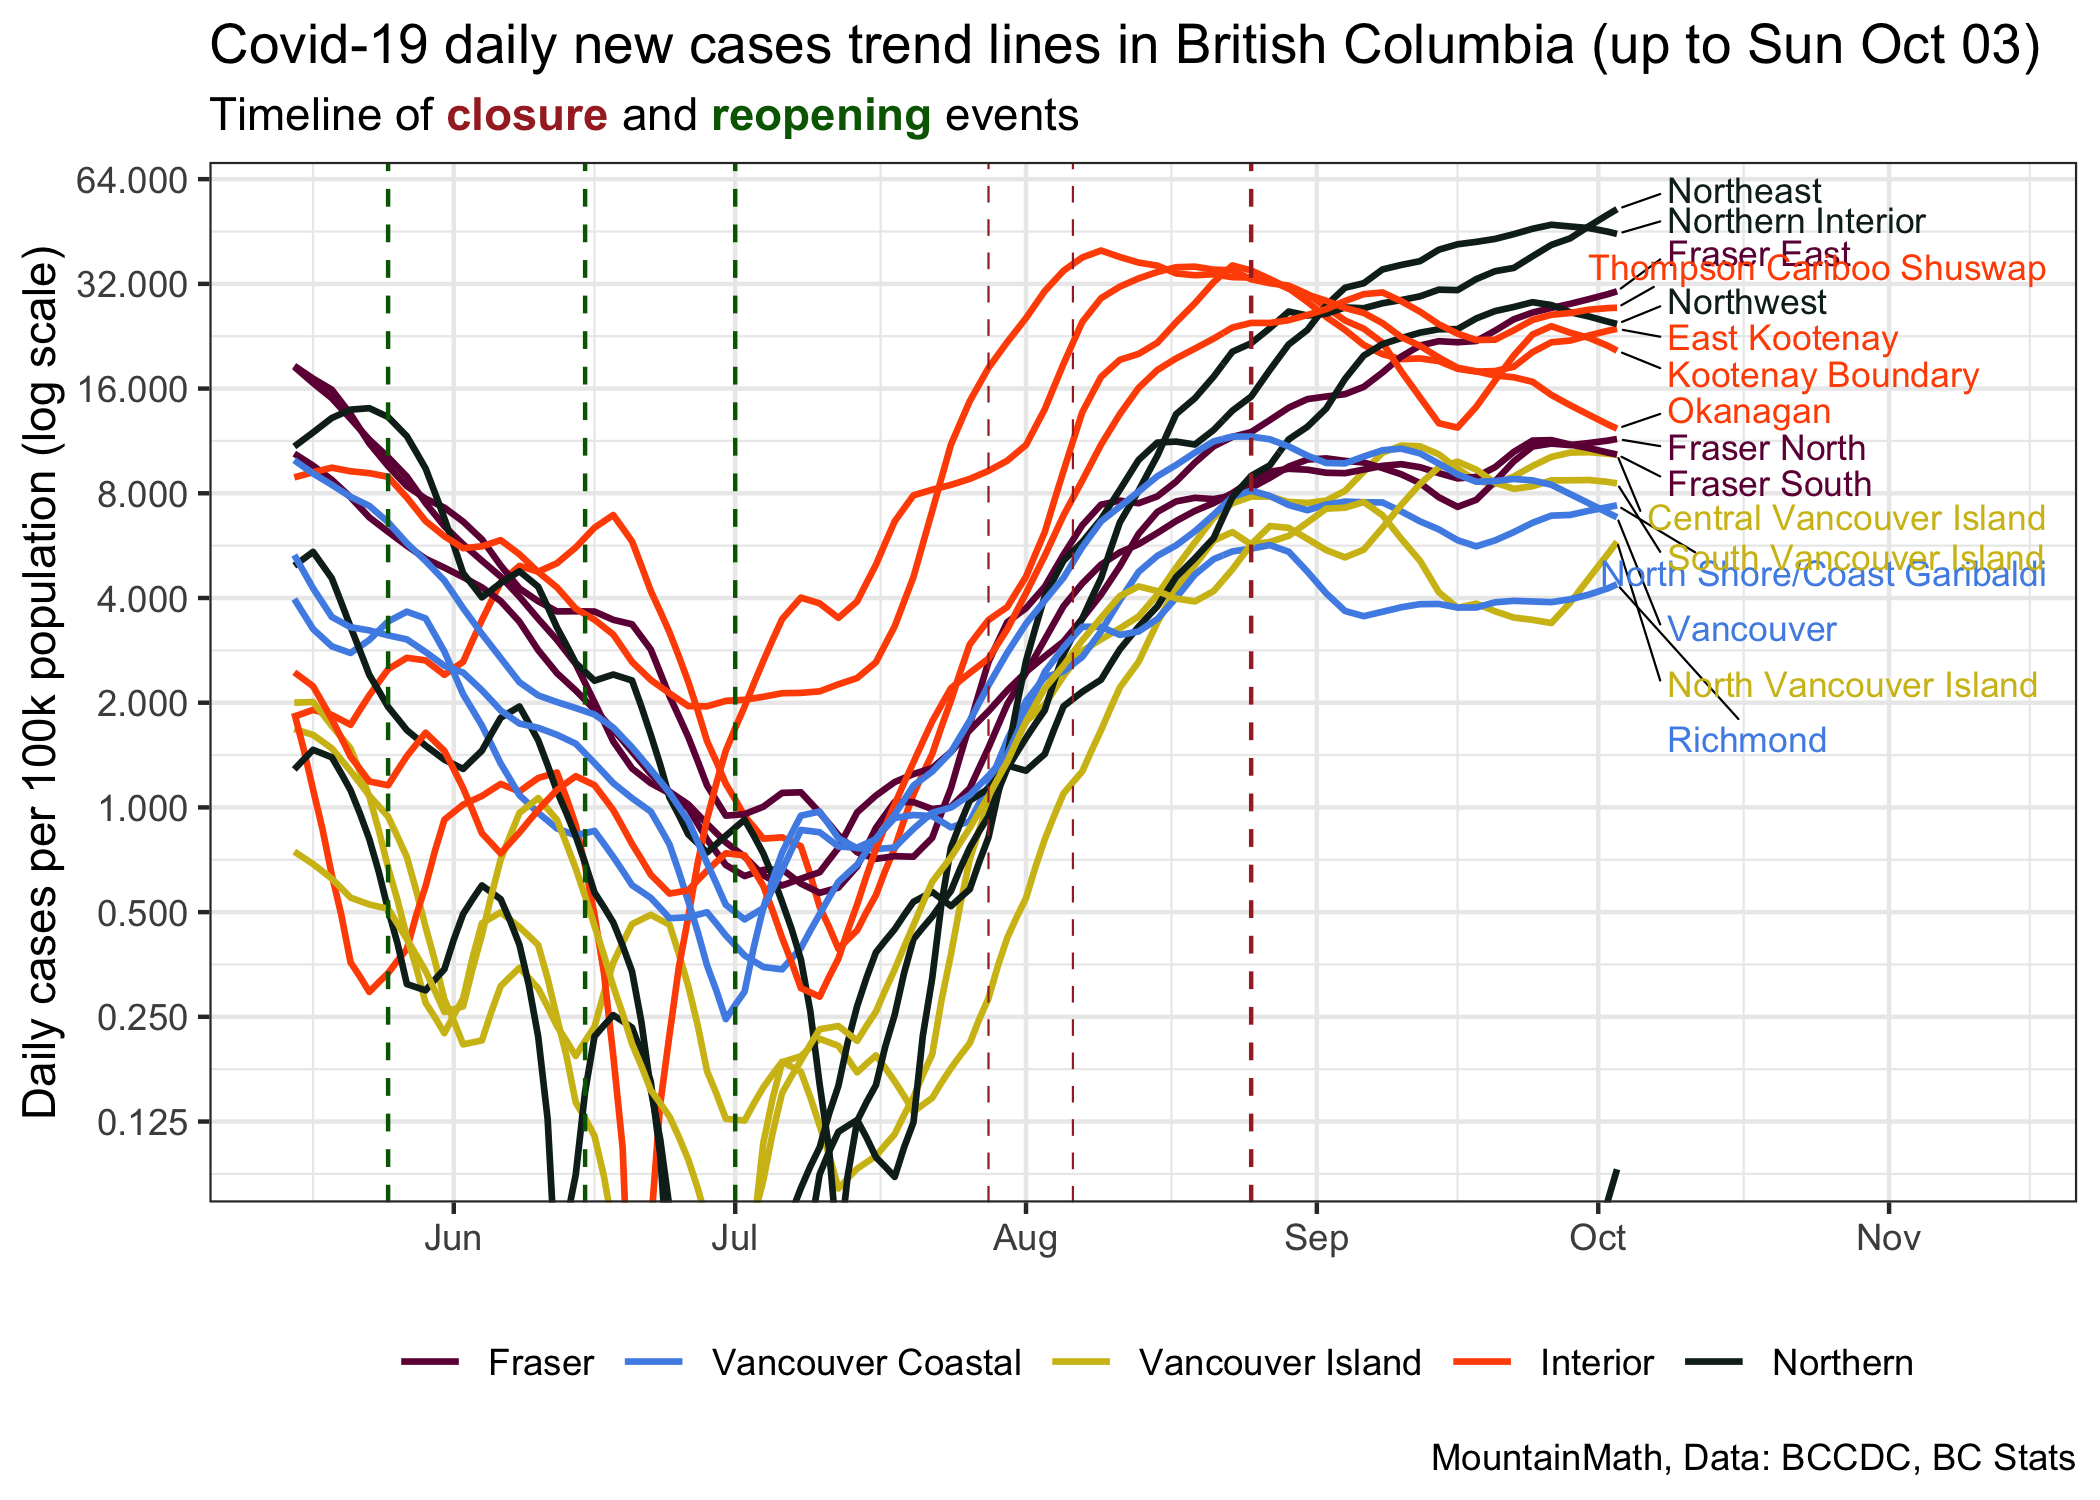 Covid-19 daily new cases trend lines in British Columbia (up to Sun Oct 03)
Timeline of closure and reopening events
Daily cases per 100k population (log scale)
64.000
32.000
16.000
8.000
4.000
2.000
1.000
0.500
0.250
0.125
Northeast
Northern Interior
Fraser East
Thompson Cariboo Shuswap
Northwest
East Kootenay
Kootenay Boundary
Okanagan
Fraser North
Fraser South
Central Vancouver Island
South Vancouver Island
North Shore/Coast Garibaldi
Vancouver
North Vancouver Island
Richmond
Jun Jul Aug Sep Oct Nov
Fraser Vancouver Coastal Vancouver Island Interior Northern
MountainMath, Data: BCCDC, BC Stats